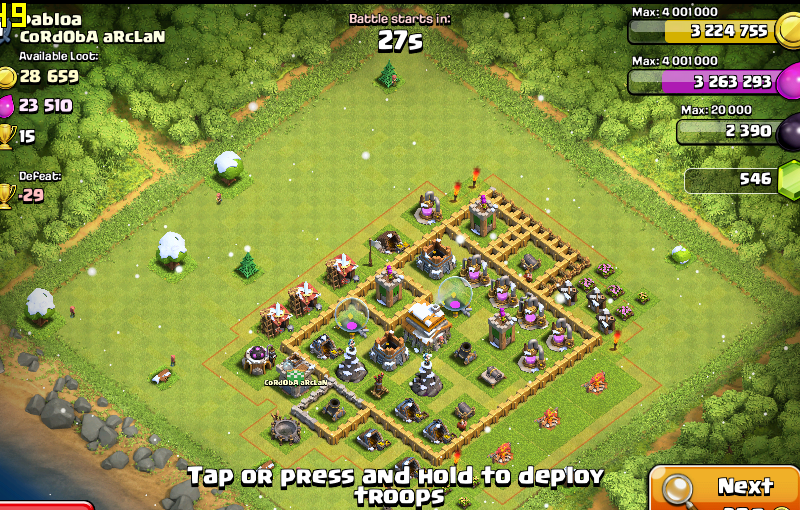 49
Dabloa
CoRdObA aRcLaN
Available Loot:
28 659
23 510
15
Defeat:
-29
Battle starts in:
27s
Max: 4 001 000
3 224 755
Max: 4 001 000
3 263 293
Max: 20 000
2 390
546
CoRdObA aRcLaN
Tap or press and hold to deploy
troops
Next